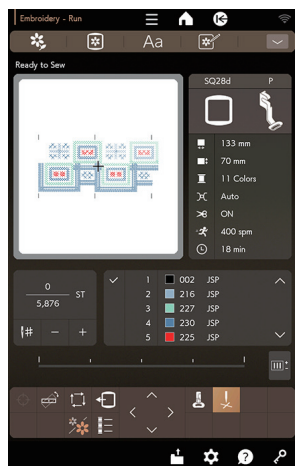 Embroidery - Run
Aa
Ready to Sew
SQ28d P
133 mm
70 mm
11 Colors
Auto
ON
400 spm
18 min
0
5,876 ST
1 002 JSP
2 216 JSP
3 227 JSP
4 230 JSP
5 225 JSP
# - +
?